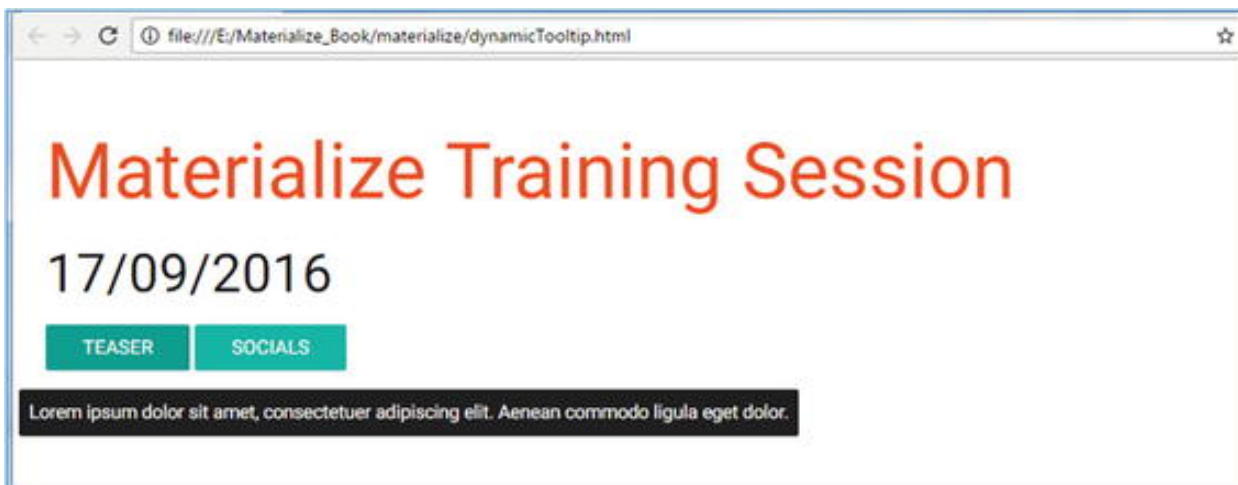 file:///E:/Materialize_Book/materialize/dynamicTooltip.html
Materialize Training Session
17/09/2016
TEASER SOCIALS
Lorem ipsum dolor sit amet, consectetuer adipiscing elit. Aenean commodo ligula eget dolor.